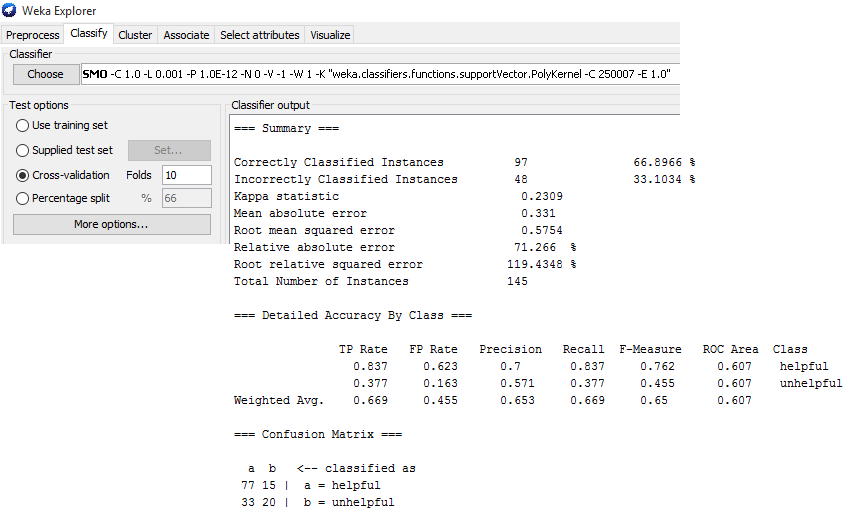 Weka Explorer
Preprocess Classify Cluster Associate Select attributes Visualize
Classifier
Choose SMO -C 1.0 -L 0.001 -P 1.0E-12 -N 0 -V -1 -W 1 -K "weka.classifiers.functions.supportVector.PolyKernel -C 250007 -E 1.0"
Test options
Use training set
Supplied test set Set...
Cross-validation Folds 10
Percentage split % 66
More options...
Classifier output
=== Summary ===
Correctly Classified Instances 97 66.8966 %
Incorrectly Classified Instances 48 33.1034 %
Kappa statistic 0.2309
Mean absolute error 0.331
Root mean squared error 0.5754
Relative absolute error 71.266 %
Root relative squared error 119.4348 %
Total Number of Instances 145
=== Detailed Accuracy By Class ===
TP Rate FP Rate Precision Recall F-Measure ROC Area Class
0.837 0.623 0.7 0.837 0.762 0.607 helpful
0.377 0.163 0.571 0.377 0.455 0.607 unhelpful
Weighted Avg. 0.669 0.455 0.653 0.669 0.65 0.607
=== Confusion Matrix ===
a b <-- classified as
77 15 | a = helpful
33 20 | b = unhelpful